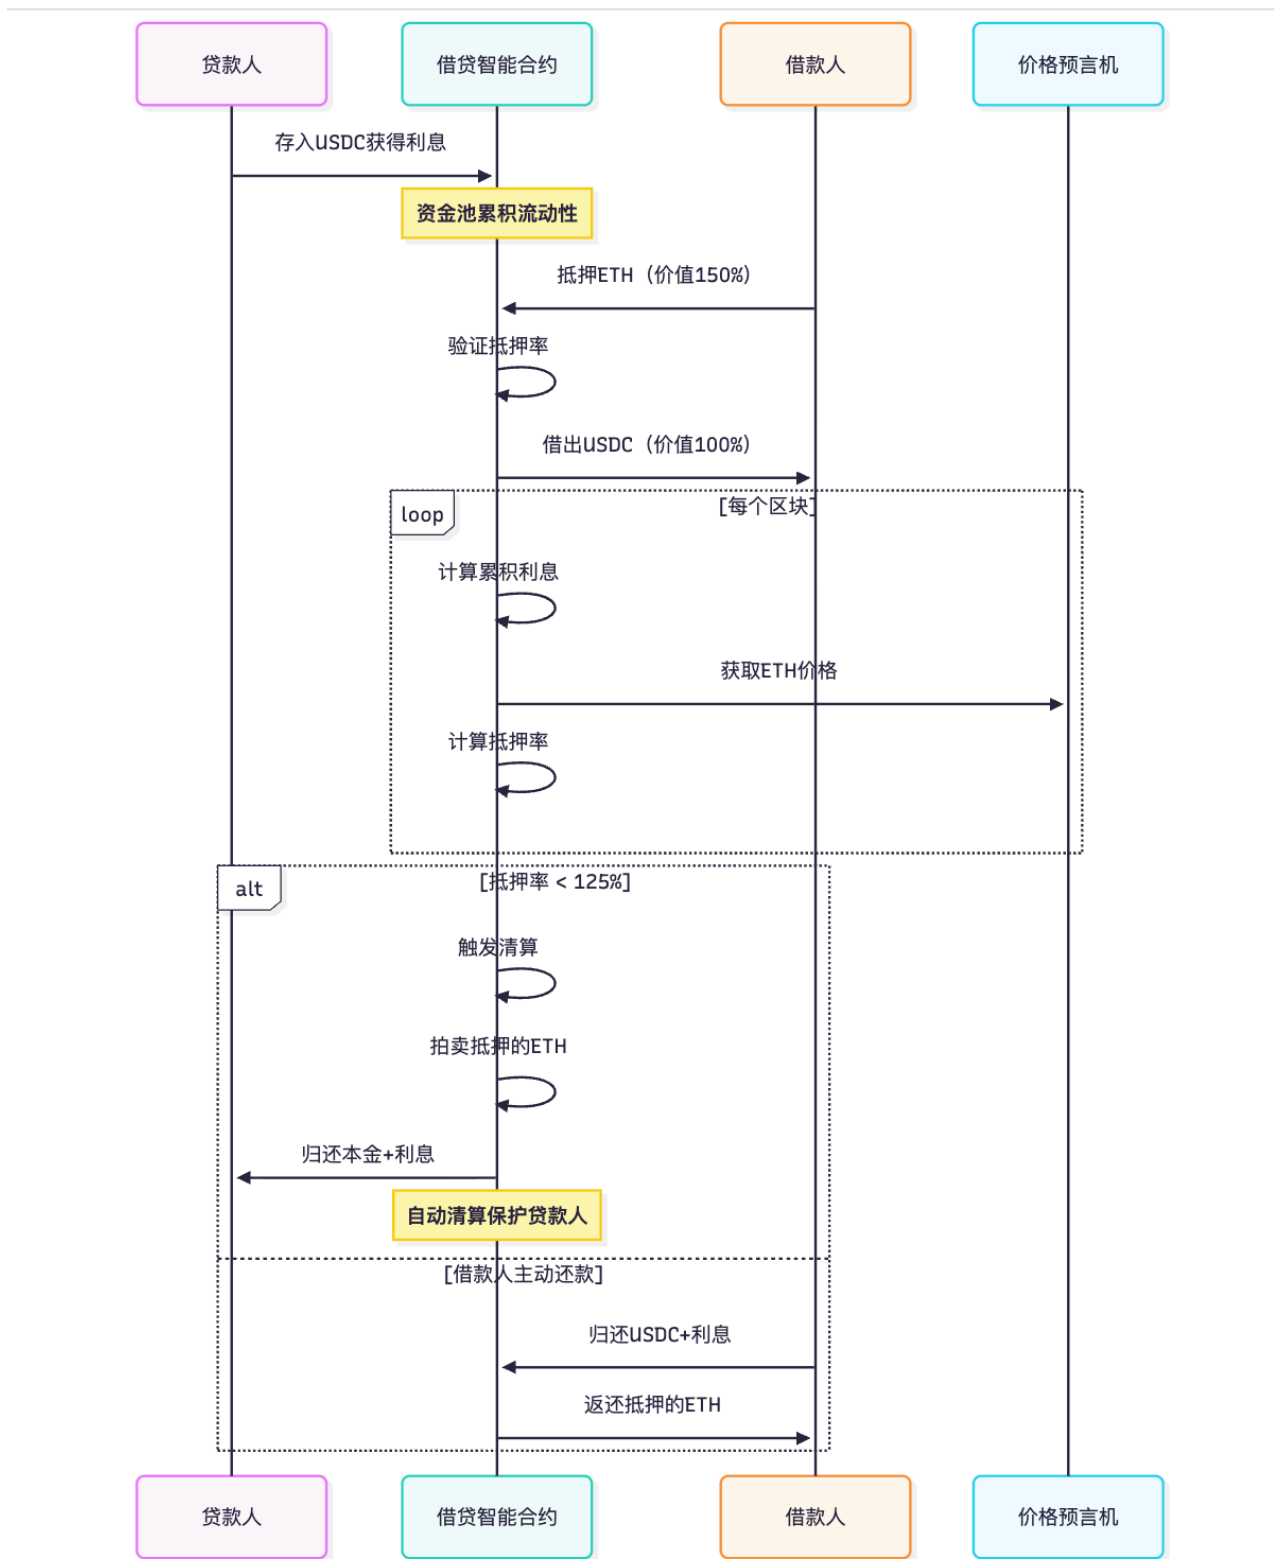 贷款人
借贷智能合约
借款人
价格预言机
存入USDC获得利息
资金池累积流动性
抵押ETH（价值150%）
验证抵押率
借出USDC（价值100%）
loop
[每个区块]
计算累积利息
获取ETH价格
计算抵押率
alt
[抵押率 < 125%]
触发清算
拍卖抵押的ETH
归还本金+利息
自动清算保护贷款人
[借款人主动还款]
归还USDC+利息
返还抵押的ETH
贷款人
借贷智能合约
借款人
价格预言机